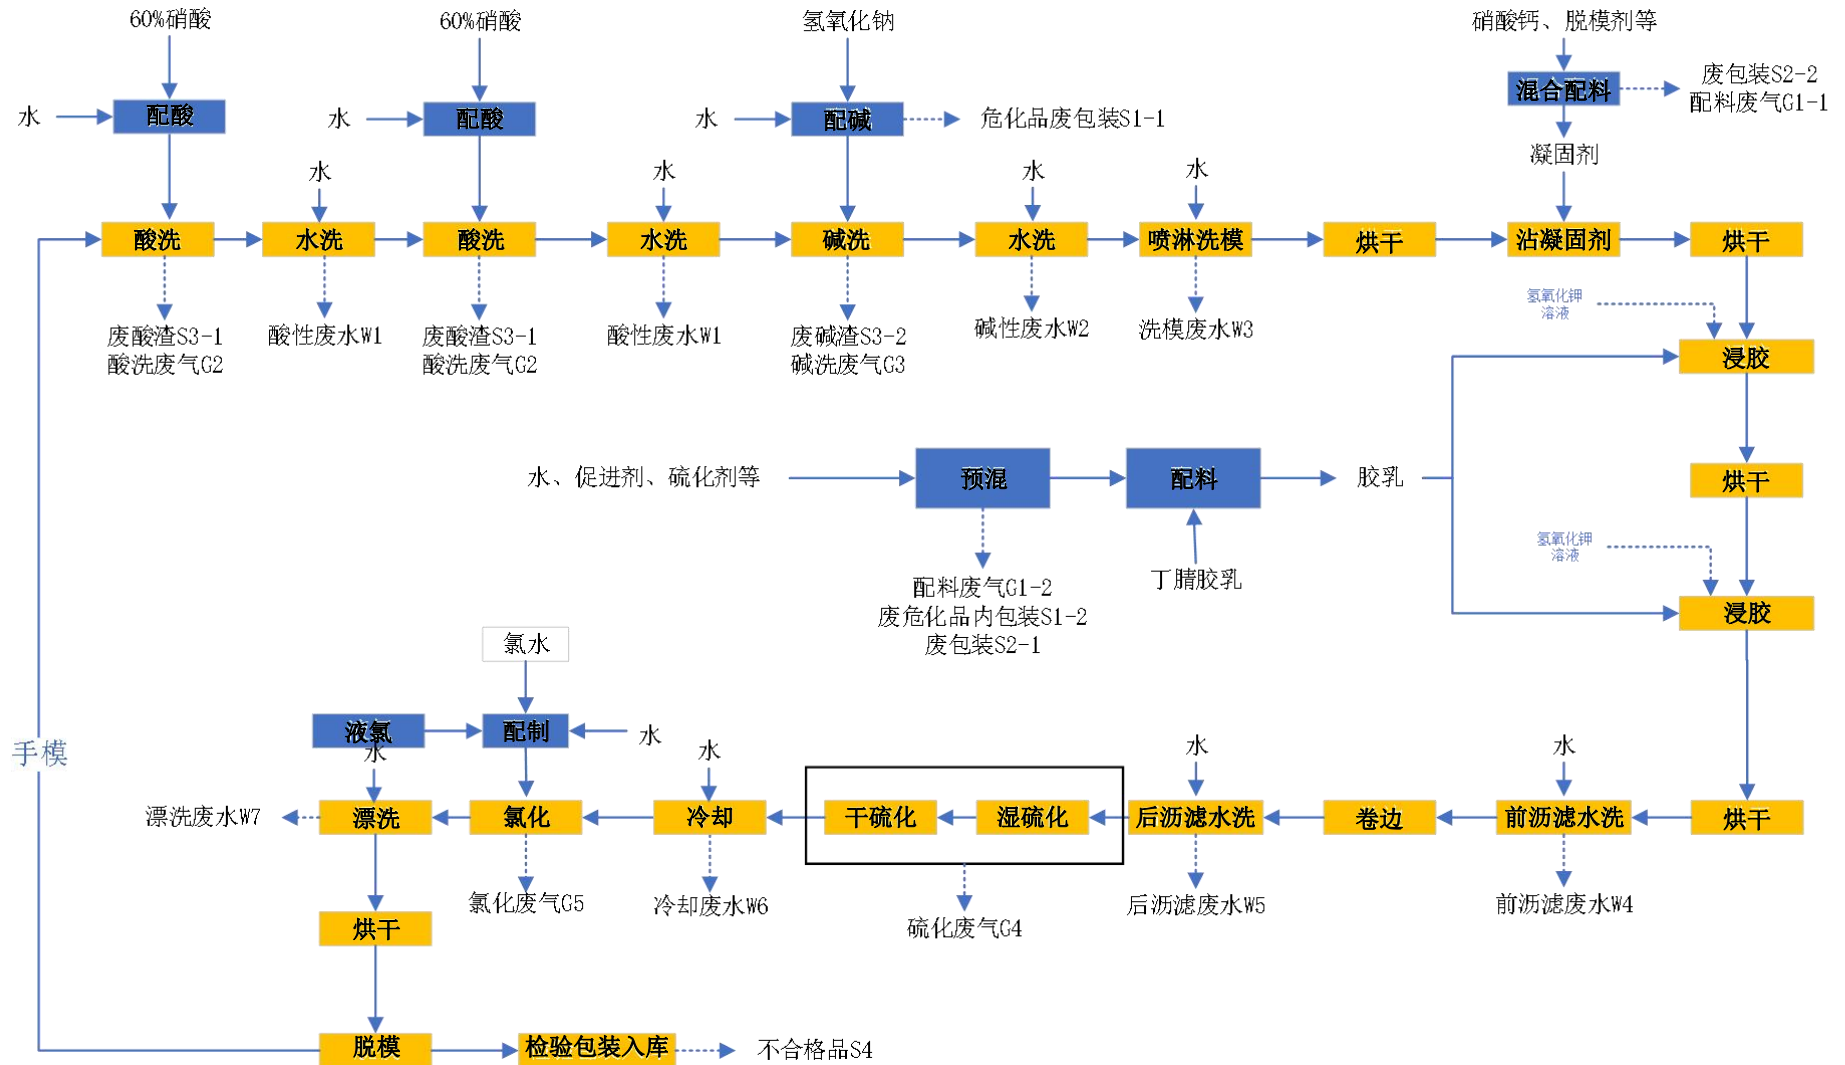 60%硝酸
60%硝酸
氢氧化钠
硝酸钙、脱模剂等
水
配酸
水
配酸
水
配碱
危化品废包装S1-1
混合配料
废包装S2-2
配料废气G1-1
凝固剂
水
水
水
水
酸洗
水洗
酸洗
水洗
碱洗
水洗
喷淋洗模
烘干
沾凝固剂
烘干
废酸渣S3-1
酸洗废气G2
酸性废水W1
废酸渣S3-1
酸洗废气G2
酸性废水W1
废碱渣S3-2
碱洗废气G3
碱性废水W2
洗模废水W3
氢氧化钾
溶液
浸胶
水、促进剂、硫化剂等
预混
配料
胶乳
烘干
配料废气G1-2
废危化品内包装S1-2
废包装S2-1
丁腈胶乳
氢氧化钾
溶液
浸胶
氯水
液氯
配制
水
手模
水
水
水
水
漂洗废水W7
漂洗
氯化
冷却
干硫化
湿硫化
后沥滤水洗
卷边
前沥滤水洗
烘干
氯化废气G5
冷却废水W6
硫化废气G4
后沥滤废水W5
前沥滤废水W4
烘干
脱模
检验包装入库
不合格品S4